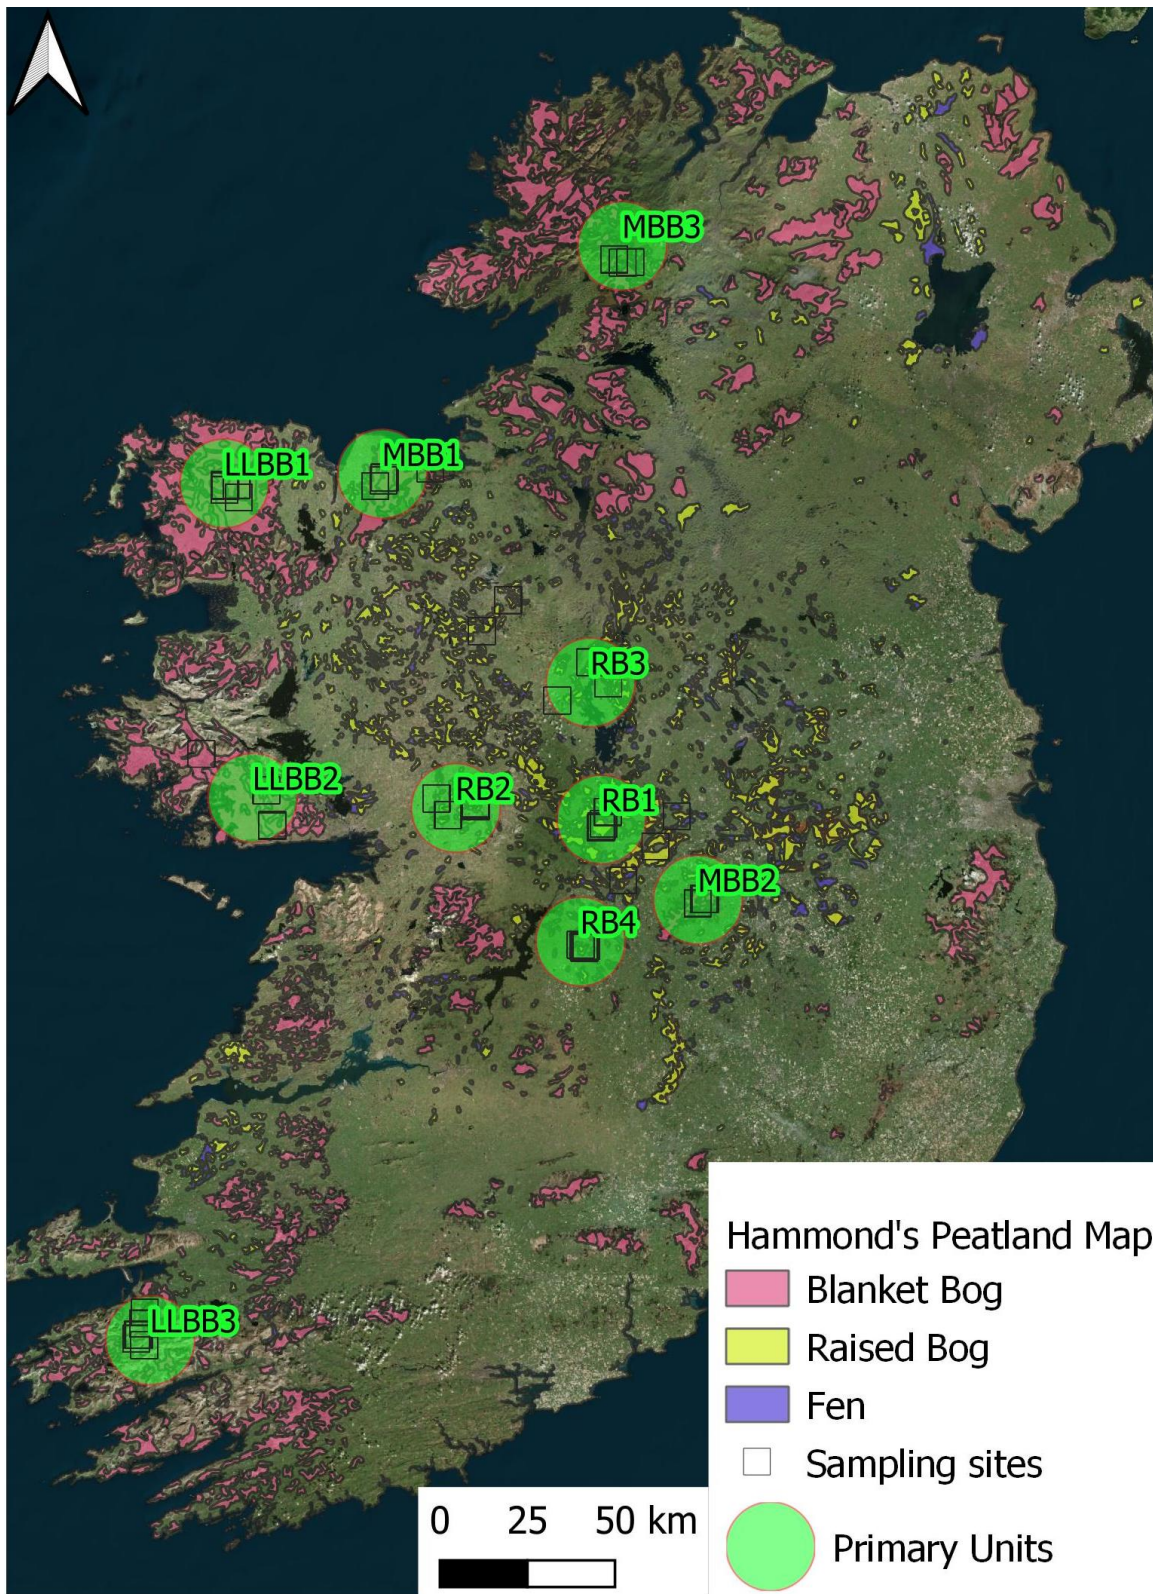 MBB3
LLBB1
MBB1
RB3
LLBB2
RB2
RB1
MBB2
RB4
LLBB3
Hammond's Peatland Map
Blanket Bog
Raised Bog
Fen
Sampling sites
Primary Units
0 25 50 km